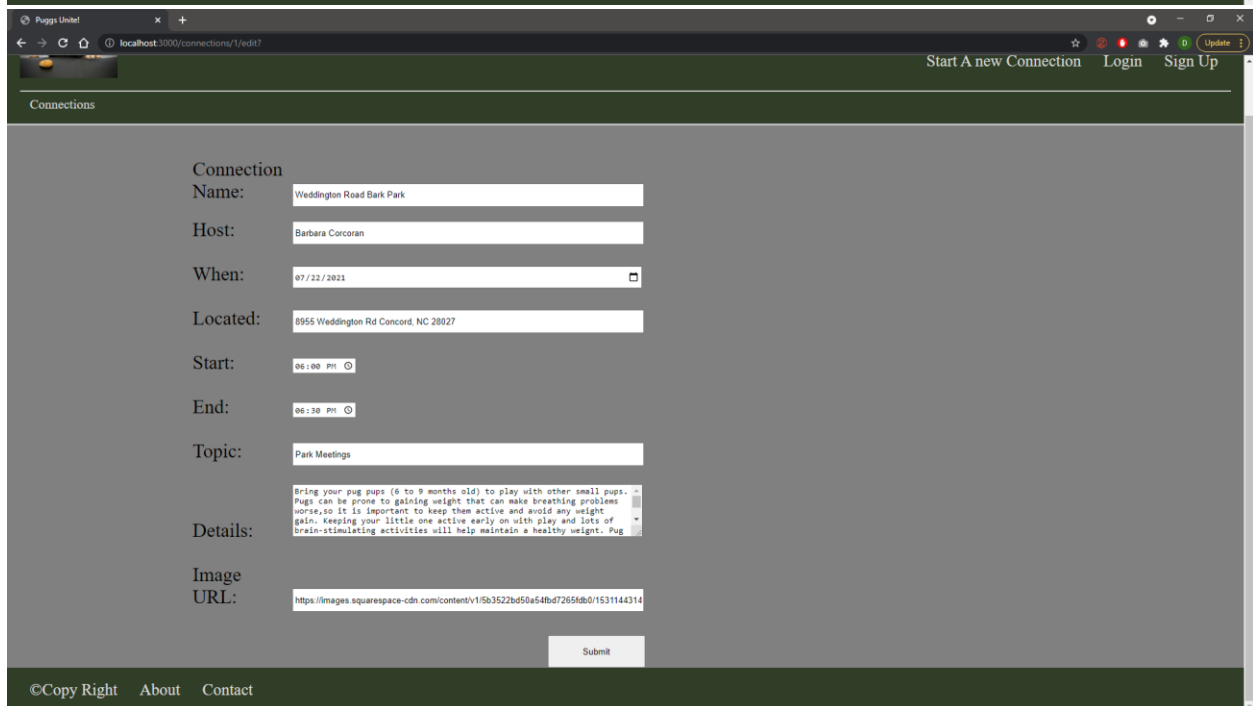 Puggs Unite!
localhost:3000/connections/1/edit?
D
Update
Start A new Connection Login Sign Up
Connections
Connection
Name:
Weddington Road Bark Park
Host:
Barbara Corcoran
When:
07/22/2021
Located:
8955 Weddington Rd Concord, NC 28027
Start:
06:00 PM
End:
06:30 PM
Topic:
Park Meetings
Bring your pug pups (6 to 9 months old) to play with other small pups.
Pugs can be prone to gaining weight that can make breathing problems
worse,so it is important to keep them active and avoid any weight
gain. Keeping your little one active early on with play and lots of
brain-stimulating activities will help maintain a healthy weignt. Pug
Details:
Image
URL:
https://images.squarespace-cdn.com/content/v1/5b3522bd50a54fbd7265fdb0/1531144314
Submit
©Copy Right About Contact